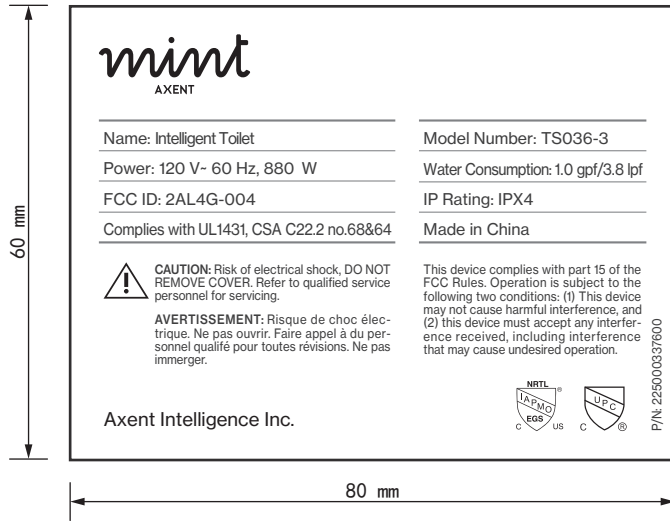 mint
AXENT
Name: Intelligent Toilet
Power: 120 V~ 60 Hz, 880 W
FCC ID: 2AL4G-004
Complies with UL1431, CSA C22.2 no.68&64
Model Number: TS036-3
Water Consumption: 1.0 gpf/3.8 lpf
IP Rating: IPX4
Made in China
CAUTION: Risk of electrical shock, DO NOT
REMOVE COVER. Refer to qualified service
personnel for servicing.
AVERTISSEMENT: Risque de choc élec-
trique. Ne pas ouvrir. Faire appel à du per-
sonnel qualifé pour toutes révisions. Ne pas
immerger.
This device complies with part 15 of the
FCC Rules. Operation is subject to the
following two conditions: (1) This device
may not cause harmful interference, and
(2) this device must accept any interfer-
ence received, including interference
that may cause undesired operation.
Axent Intelligence Inc.
NRTL
®
IAPMO
EGS
C US
UPC
C ®
P/N: 225000337600
60 mm
80 mm